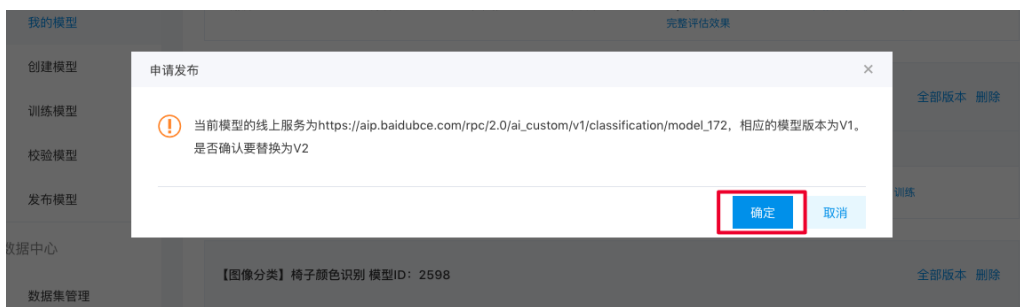 我的模型
完整评估效果
创建模型
申请发布
全部版本 删除
训练模型
当前模型的线上服务为https://aip.baidubce.com/rpc/2.0/ai_custom/v1/classification/model_172，相应的模型版本为V1。
是否确认要替换为V2
校验模型
发布模型
训练
确定 取消
数据中心
【图像分类】椅子颜色识别 模型ID：2598
全部版本 删除
数据集管理